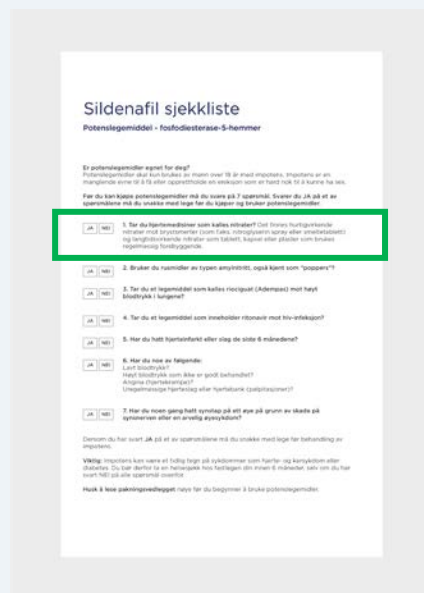 Sildenafil sjekkliste
Potenslegemiddel - fosfodiesterase-5-hemmer
Er potenslegemidler egnet for deg?
Potenslegemidler skal kun brukes av menn over 18 år med impotens. Impotens er en
manglende evne til å få eller opprettholde en ereksjon som er hard nok til å kunne ha sex.
Før du kan kjøpe potenslegemidler må du svare på 7 spørsmål. Svarer du JA på et av
spørsmålene må du snakke med lege før du kjøper og bruker potenslegemidler.
JA NEI 1. Tar du hjertemedisiner som kalles nitrater? Det finnes hurtigvirkende
nitrater mot brystsmerter (som f.eks. nitroglyserin spray eller smeltetablett)
og langtidsvirkende nitrater som tablett, kapsel eller plaster som brukes
regelmessig forebyggende.
JA NEI 2. Bruker du rusmidler av typen amylnitritt, også kjent som "poppers"?
JA NEI 3. Tar du et legemiddel som kalles riociguat (Adempas) mot høyt
blodtrykk i lungene?
JA NEI 4. Tar du et legemiddel som inneholder ritonavir mot hiv-infeksjon?
JA NEI 5. Har du hatt hjerteinfarkt eller slag de siste 6 månedene?
JA NEI 6. Har du noe av følgende:
Lavt blodtrykk?
Høyt blodtrykk som ikke er godt behandlet?
Angina (hjertekrampe)?
Uregelmessige hjerteslag eller hjertebank (palpitasjoner)?
JA NEI 7. Har du noen gang hatt synstap på ett øye på grunn av skade på
synsnerven eller en arvelig øyesykdom?
Dersom du har svart JA på et av spørsmålene må du snakke med lege før behandling av
impotens.
Viktig: Impotens kan være et tidlig tegn på sykdommer som hjerte- og karsykdom eller
diabetes. Du bør derfor ta en helsesjekk hos fastlegen din innen 6 måneder, selv om du har
svart NEI på alle spørsmål ovenfor.
Husk å lese pakningsvedlegget nøye før du begynner å bruke potenslegemidler.